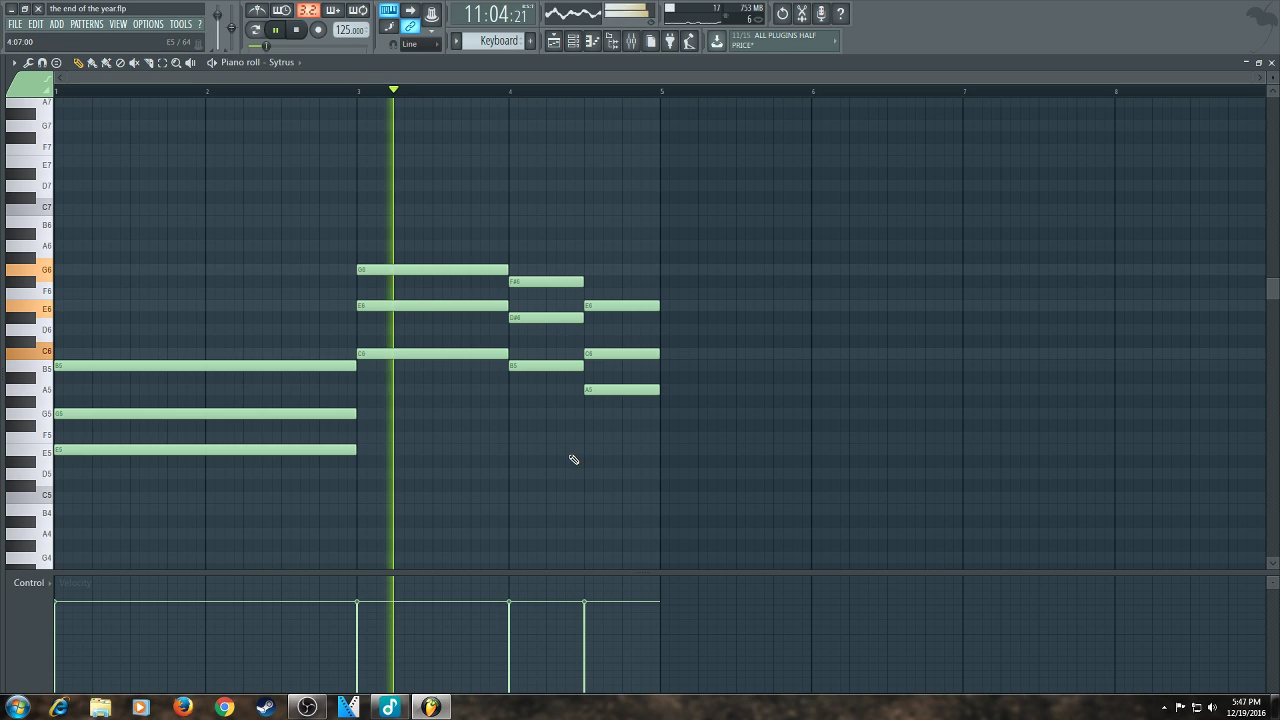 the end of the year.flp
FILE EDIT ADD PATTERNS VIEW OPTIONS TOOLS ?
4:07:00 E5 / 64
3.2
125.000
Line
11:04:21
Keyboard
17 753 MB
6
11/15 ALL PLUGINS HALF
PRICE*
Piano roll - Sytrus
1 2 3 4 5 6 7 8
A7
G7
F7
E7
D7
C7
B6
A6
G6 G6
F#6
F6
E6 E6 E6
D#6
D6
C6 C6 C6
B5 B5 B5
A5 A5
G5 G5
F5
E5 E5
D5
C5
B4
A4
G4
Control Velocity
5:47 PM
12/19/2016